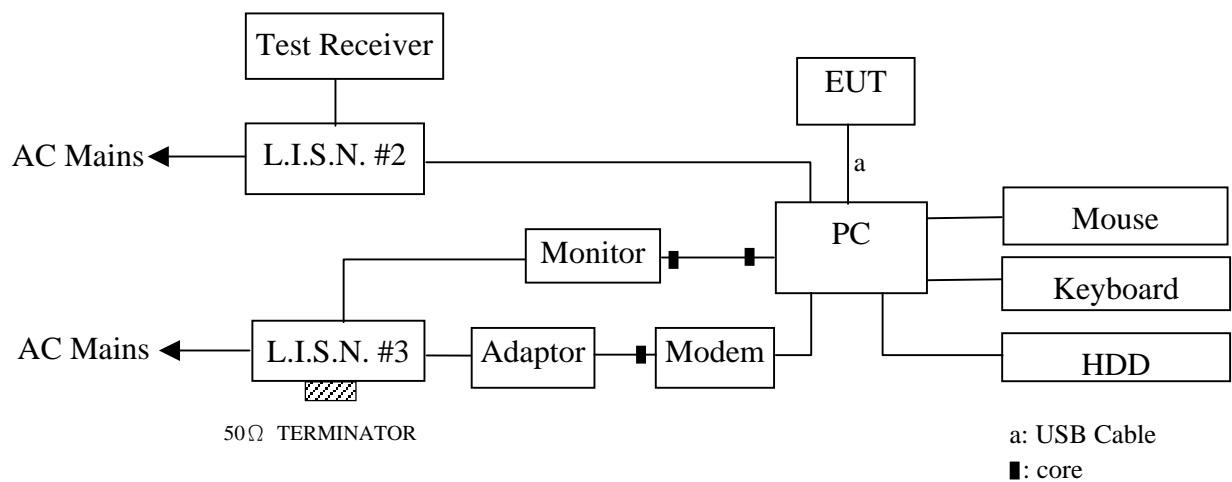 Test Receiver
EUT
AC Mains
L.I.S.N. #2
a
Mouse
PC
Monitor
Keyboard
AC Mains
L.I.S.N. #3
Adaptor
Modem
HDD
50Ω TERMINATOR
a: USB Cable
: core